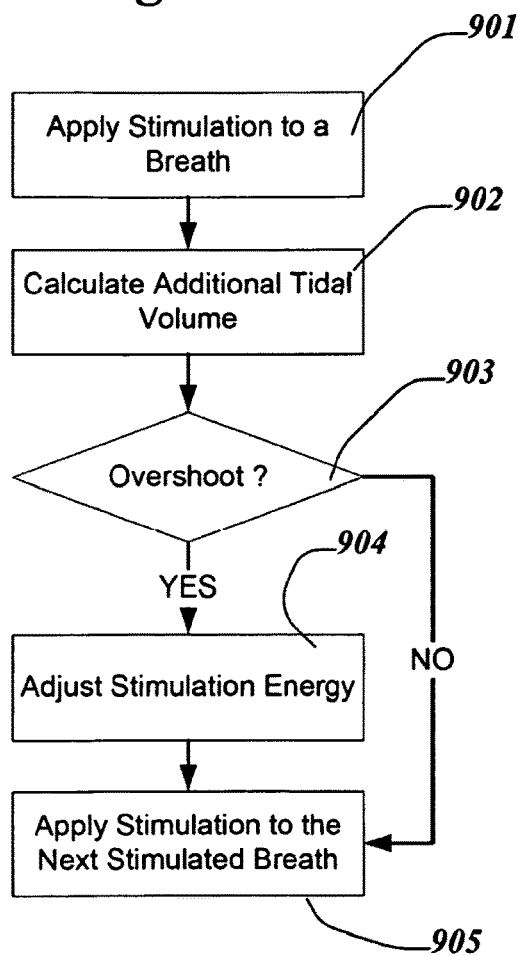 901
Apply Stimulation to a
Breath
902
Calculate Additional Tidal
Volume
903
Overshoot ?
904
YES
NO
Adjust Stimulation Energy
Apply Stimulation to the
Next Stimulated Breath
905